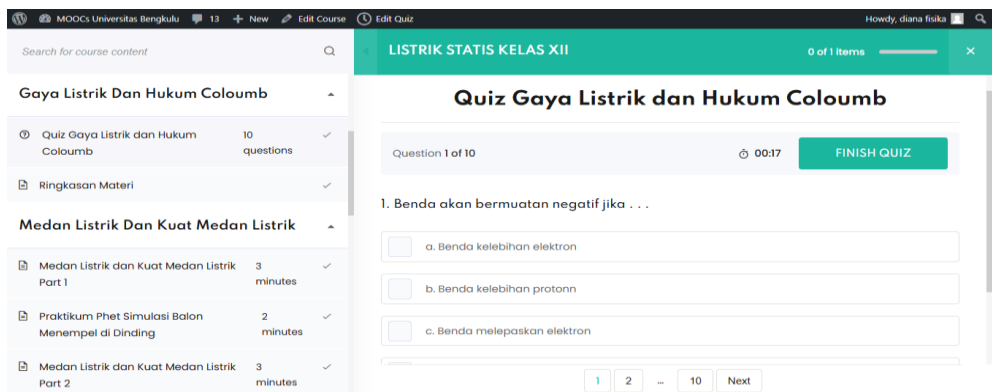 MOOCs Universitas Bengkulu 13 + New Edit Course Edit Quiz Howdy, diana fisika
Search for course content
Gaya Listrik Dan Hukum Coloumb
Quiz Gaya Listrik dan Hukum 10
Coloumb questions
Ringkasan Materi
Medan Listrik Dan Kuat Medan Listrik
Medan Listrik dan Kuat Medan Listrik 3
Part 1 minutes
Praktikum Phet Simulasi Balon 2
Menempel di Dinding minutes
Medan Listrik dan Kuat Medan Listrik 3
Part 2 minutes
LISTRIK STATIS KELAS XII 0 of 1 items
Quiz Gaya Listrik dan Hukum Coloumb
Question 1 of 10 00:17 FINISH QUIZ
1. Benda akan bermuatan negatif jika . . .
a. Benda kelebihan elektron
b. Benda kelebihan protonn
c. Benda melepaskan elektron
1 2 ... 10 Next